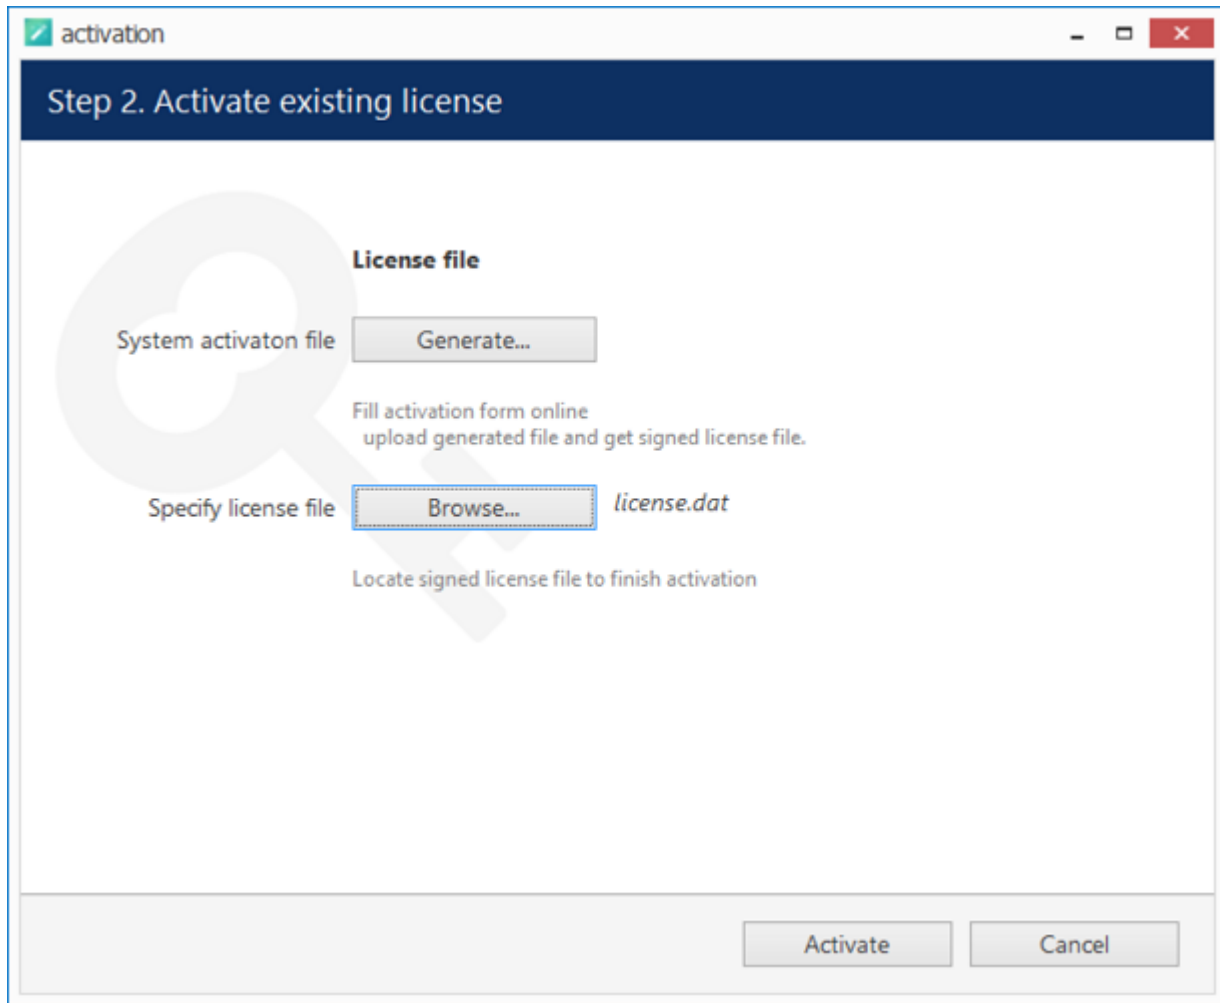 activation
Step 2. Activate existing license
License file
System activaton file
Generate...
Fill activation form online
upload generated file and get signed license file.
Specify license file
Browse...
license.dat
Locate signed license file to finish activation
Activate
Cancel